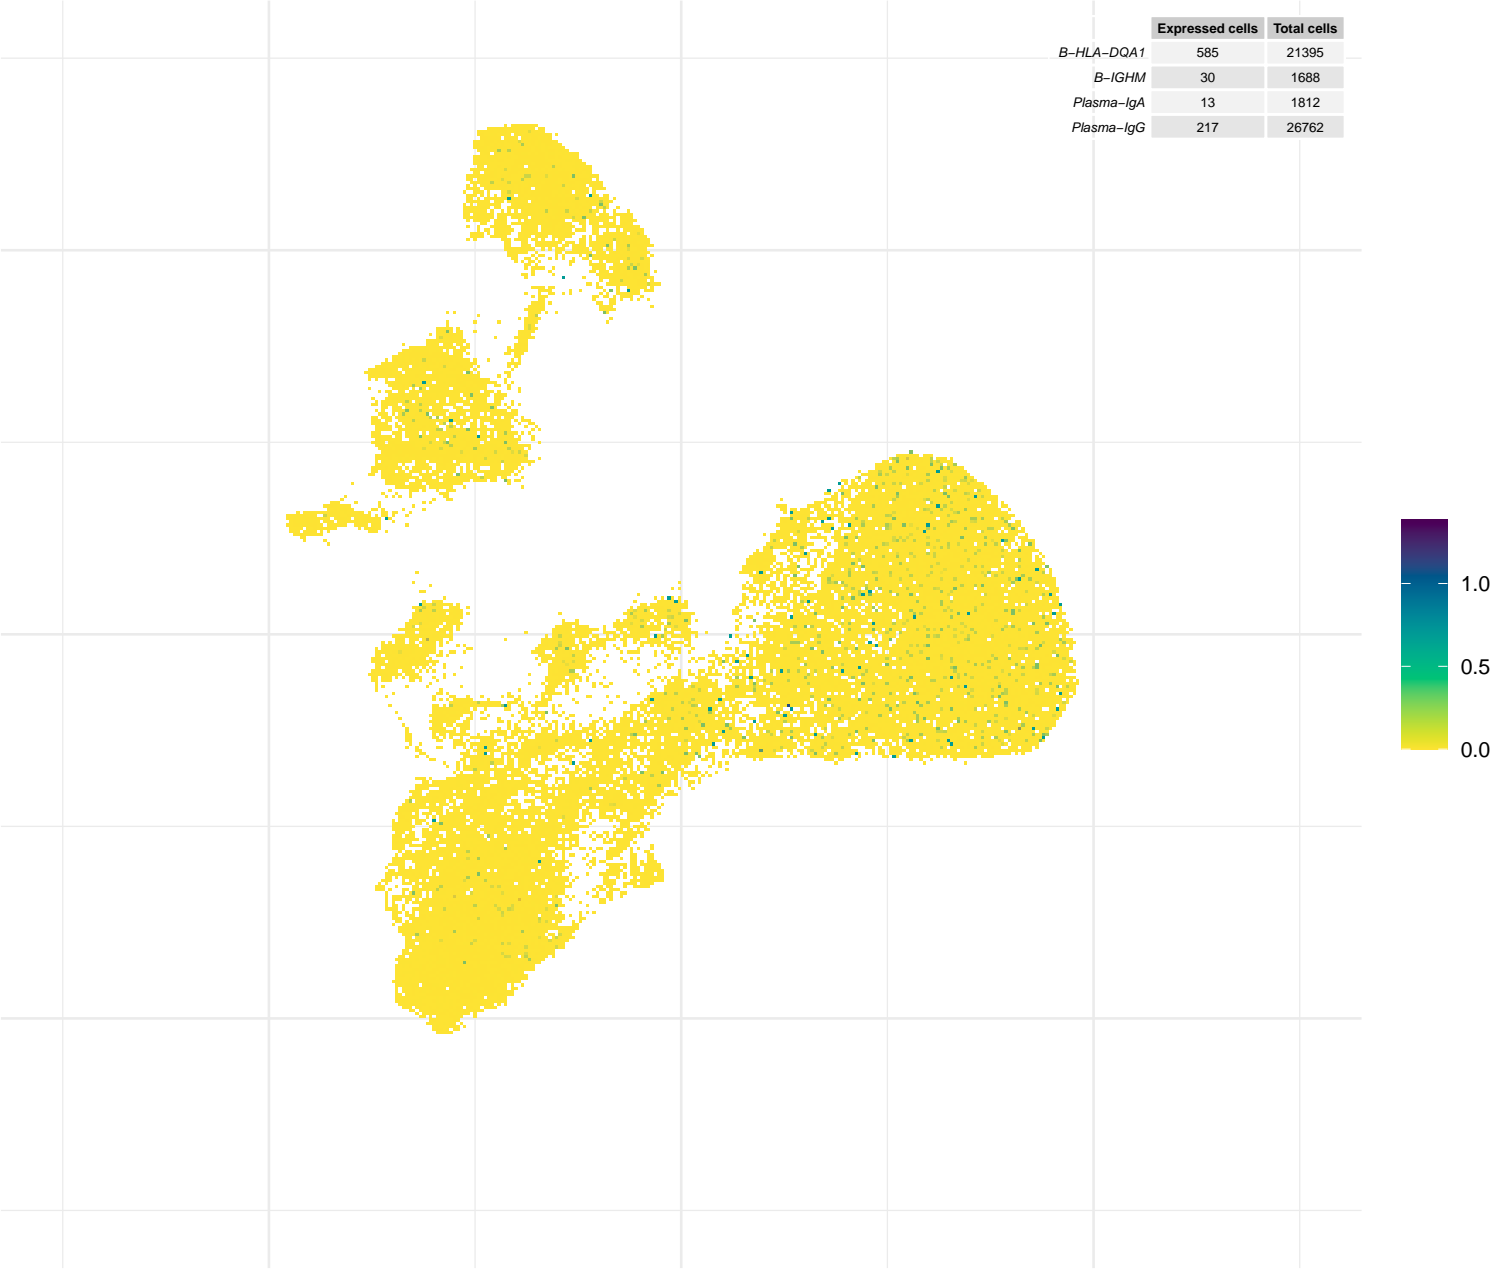 Expressed cells Total cells
B−HLA−DQA1 585 21395
B−IGHM 30 1688
Plasma−IgA 13 1812
Plasma−IgG 217 26762
1.0
0.5
0.0